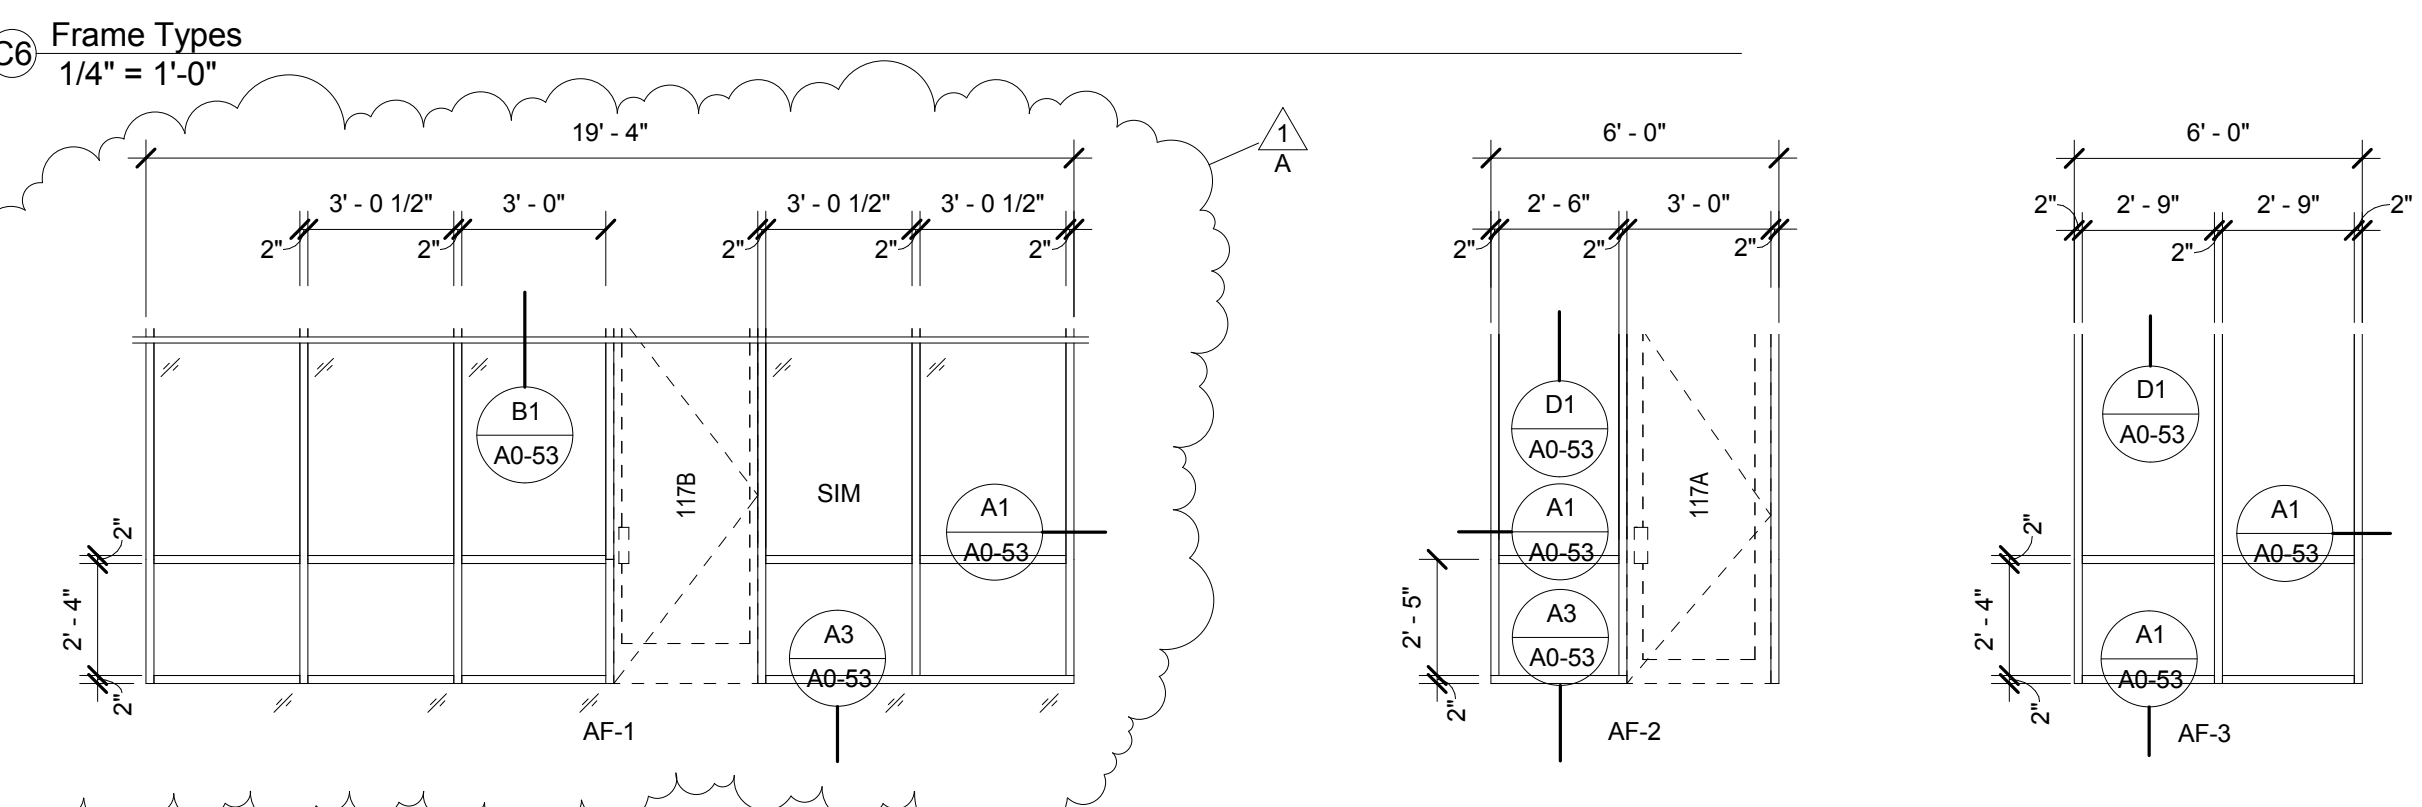 C6
Frame Types
1/4" = 1'-0"
19' - 4"
3' - 0 1/2" 3' - 0" 3' - 0 1/2" 3' - 0 1/2"
2" 2" 2" 2" 2"
1
A
B1
A0-53
117B
SIM
A1
A0-53
A3
A0-53
2"
2' - 4"
2"
AF-1
6' - 0"
2' - 6" 3' - 0"
2" 2" 2"
D1
A0-53
A1
A0-53
A3
A0-53
117A
2' - 5"
2"
AF-2
6' - 0"
2" 2' - 9" 2' - 9" 2"
2"
D1
A0-53
A1
A0-53
A1
A0-53
2"
2' - 4"
2"
AF-3